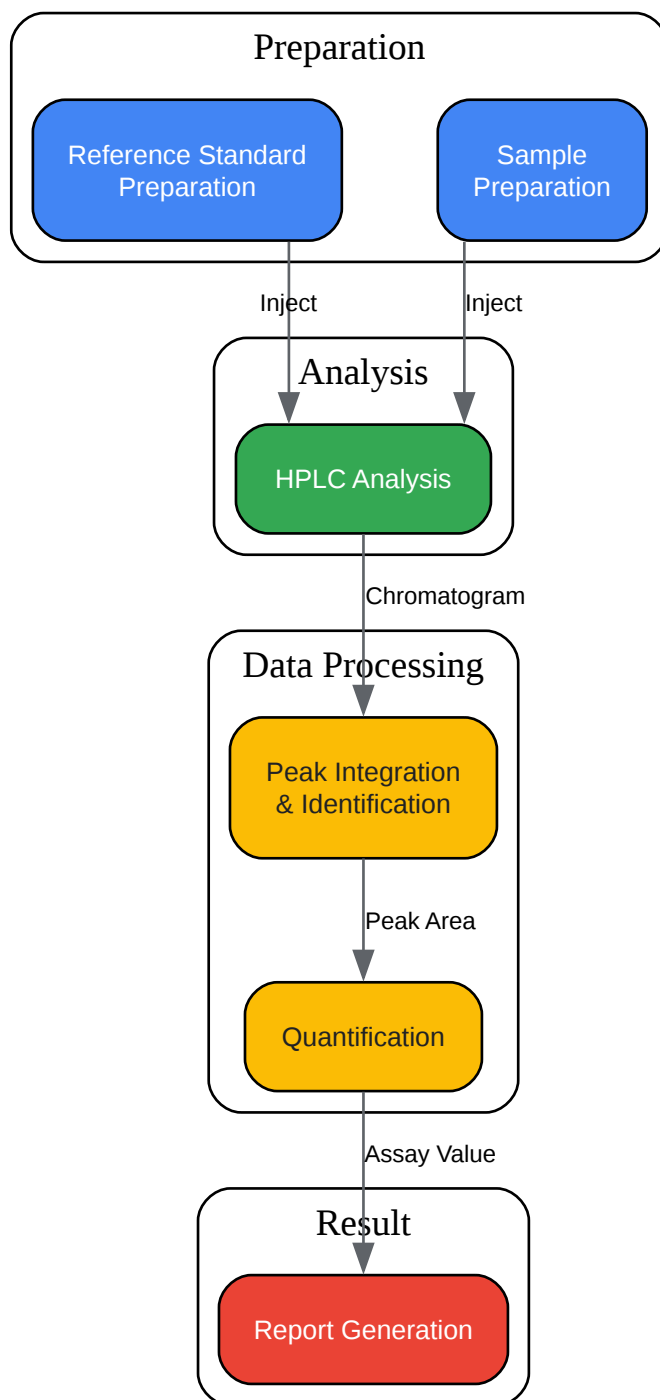 Preparation
Reference Standard
Preparation
Sample
Preparation
Inject
Inject
Analysis
HPLC Analysis
Chromatogram
Data Processing
Peak Integration
& Identification
Peak Area
Quantification
Assay Value
Result
Report Generation